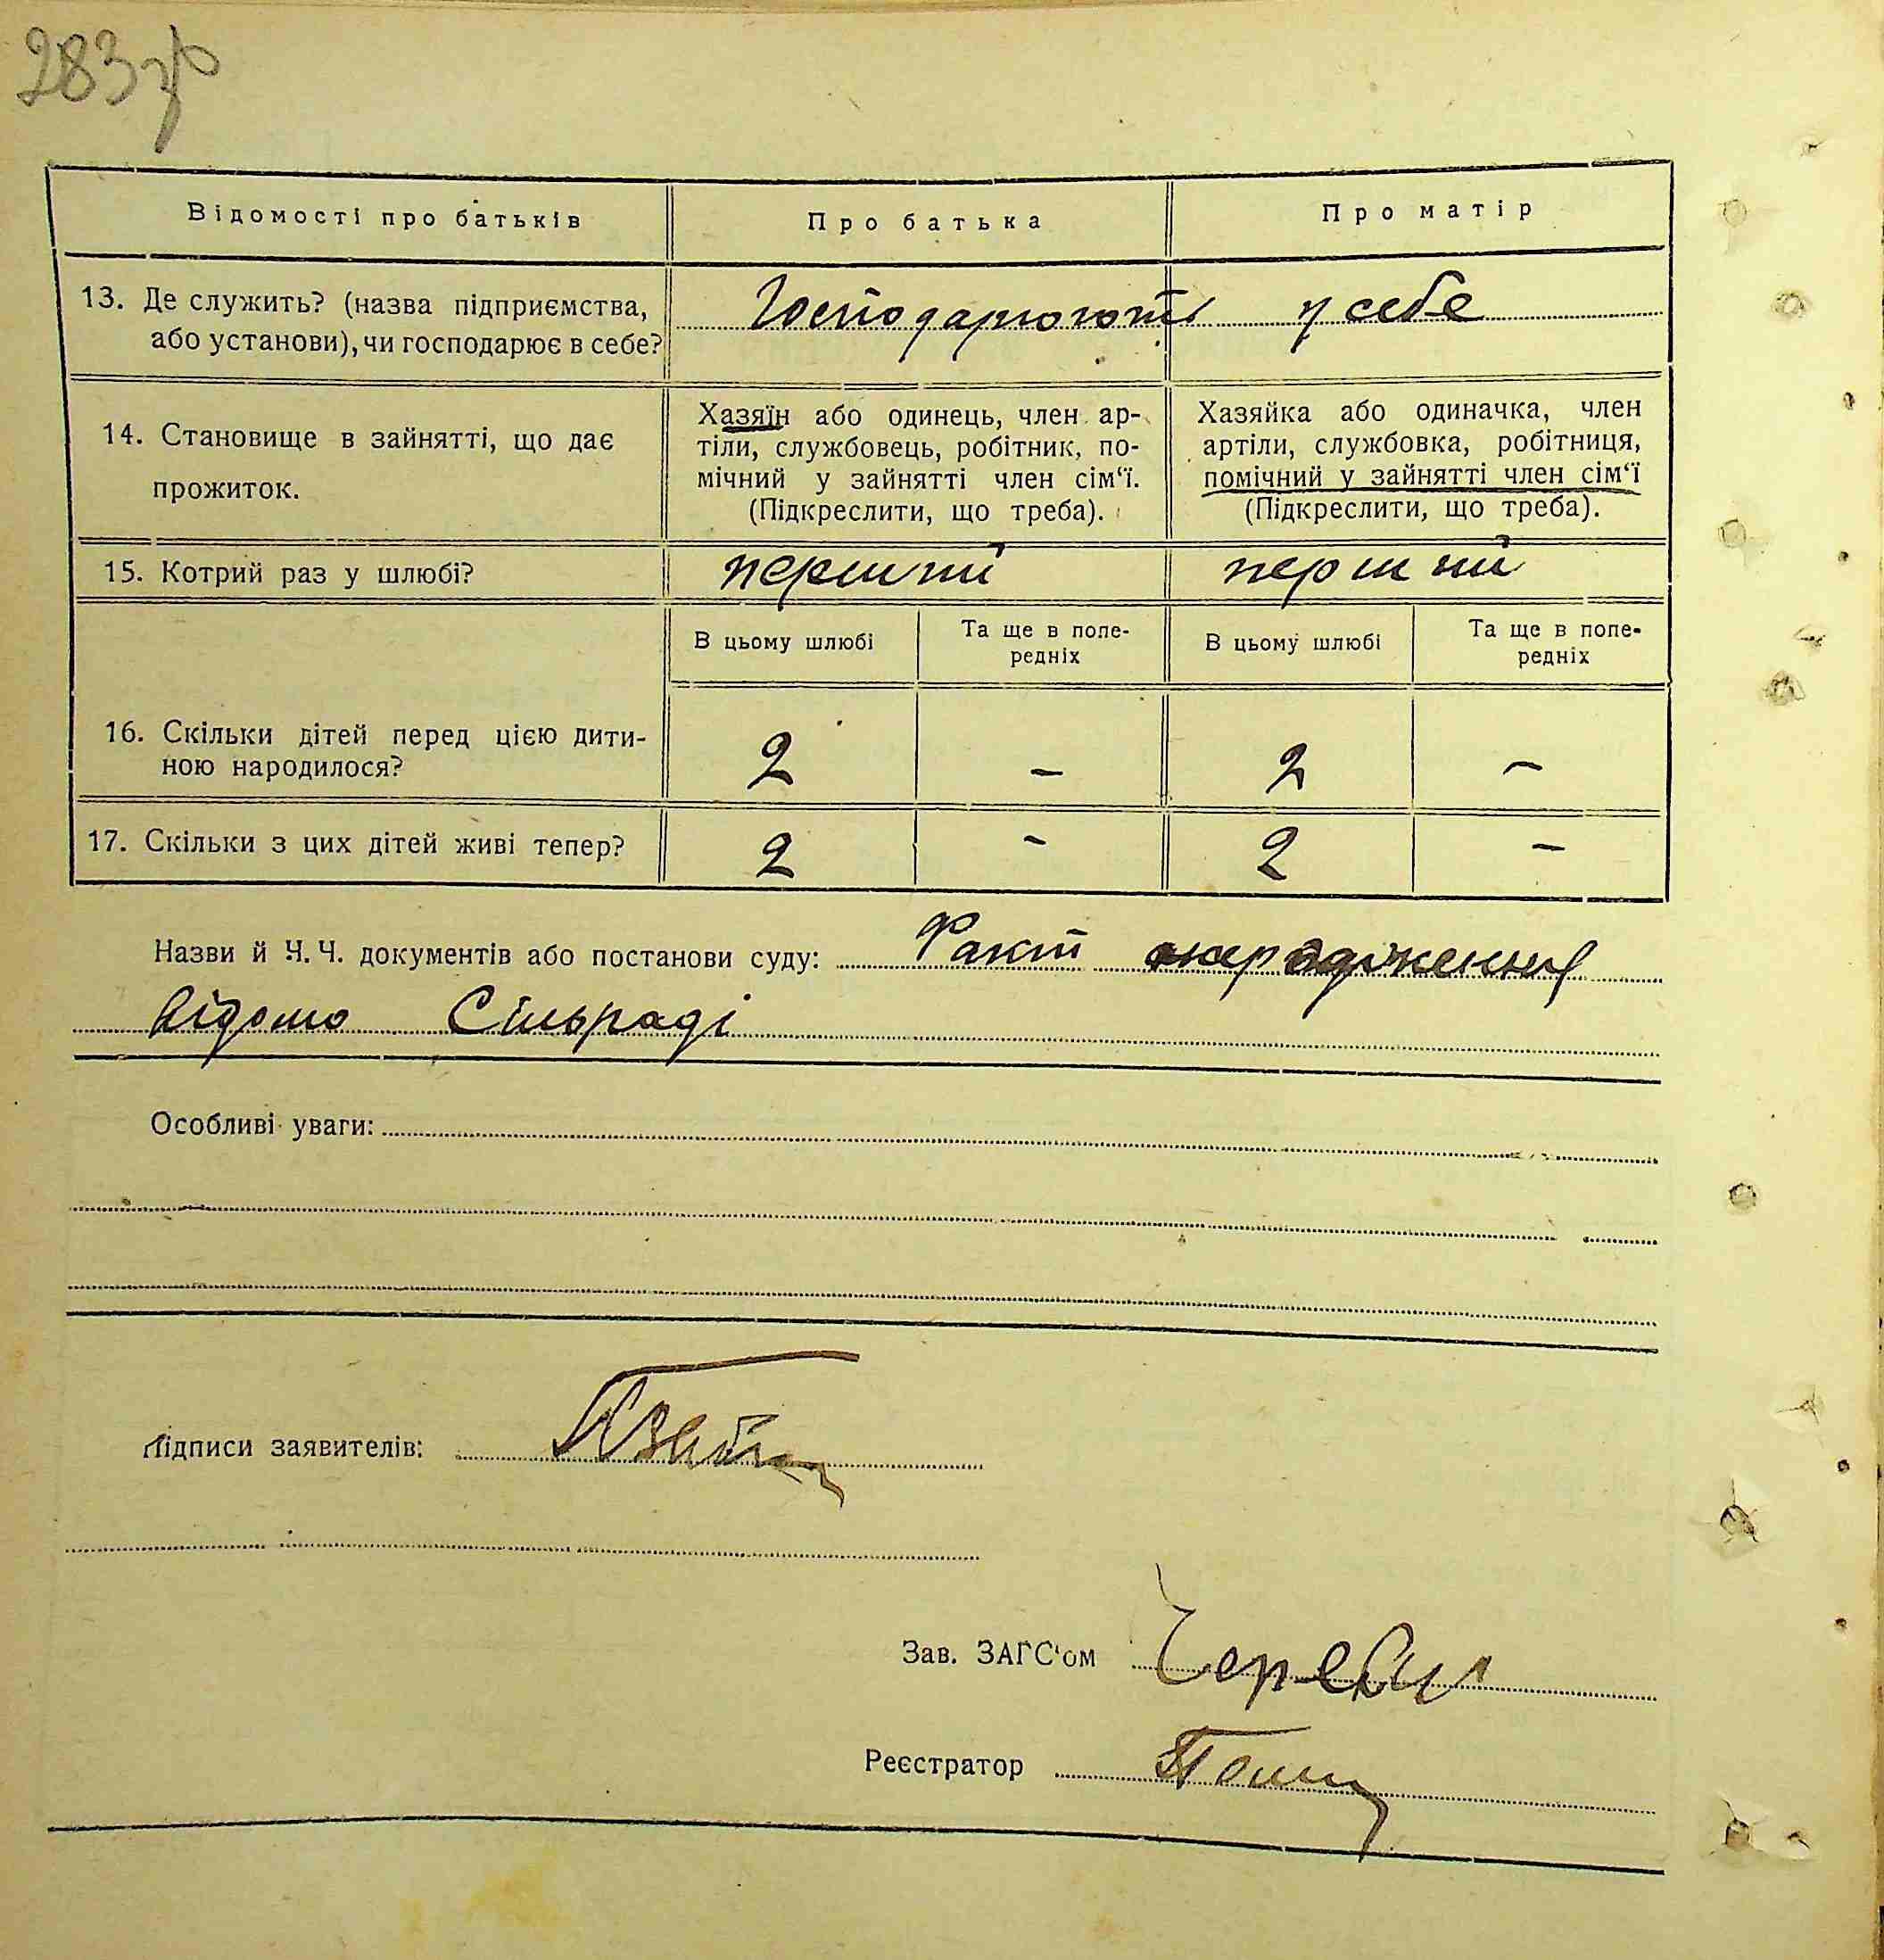 283зр
Відомості про батьків Про батька Про матір
13. Де служить? (назва підприємства, або установи), чи господарює в себе? Господарюють у себе
14. Становище в зайнятті, що дає прожиток.
Хазяїн або одинець, член ар-
тіли, службовець, робітник, по-
мічний у зайнятті член сім‘ї.
(Підкреслити, що треба).
Хазяйка або одиначка, член
артіли, службовка, робітниця,
помічний у зайнятті член сім‘ї
(Підкреслити, що треба).
15. Котрий раз у шлюбі? перший перший
В цьому шлюбі Та ще в попе-
редніх В цьому шлюбі Та ще в попе-
редніх
16. Скільки дітей перед цією дити-
ною народилося? 2 – 2 –
17. Скільки з цих дітей живі тепер? 2 - 2 –
Назви й Ч.Ч. документів або постанови суду: Факт народження
відомо Сільраді
Особливі уваги:
Підписи заявителів:
Зав. ЗАГС‘ом
Реєстратор